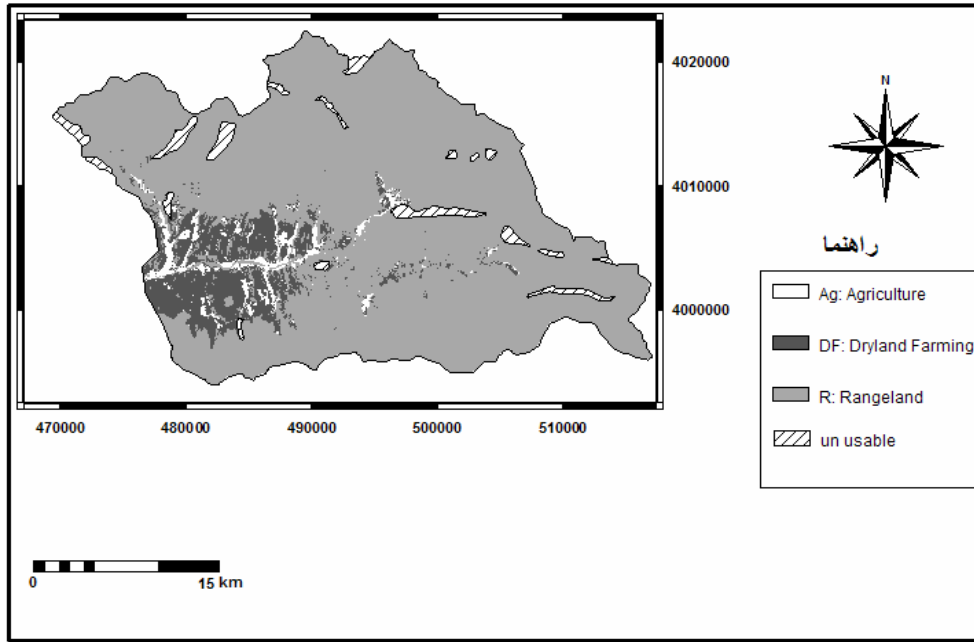 4020000
N
4010000
راهنما
4000000
Ag: Agriculture
DF: Dryland Farming
R: Rangeland
un usable
470000 480000 490000 500000 510000
0 15 km